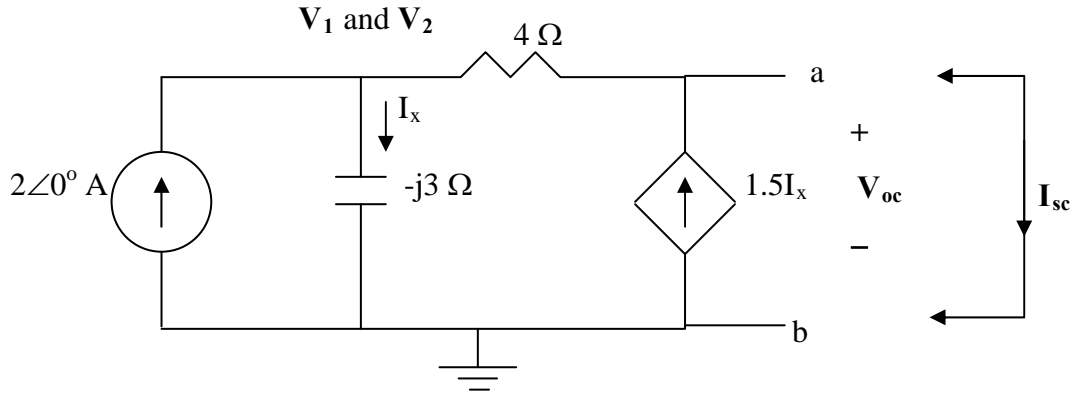 V₁ and V₂
4 Ω
a
Iₓ
+
2∠0° A
-j3 Ω
1.5Iₓ
V_oc
I_sc
–
b